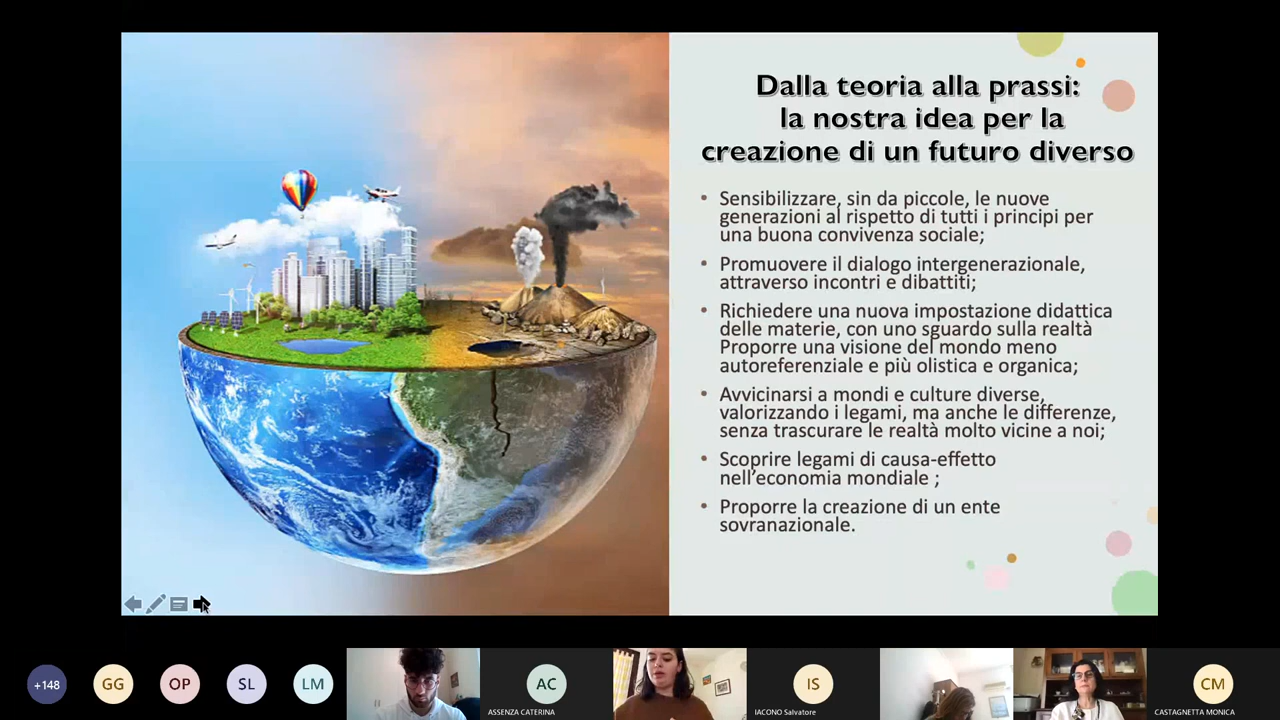 Dalla teoria alla prassi:
la nostra idea per la
creazione di un futuro diverso
• Sensibilizzare, sin da piccole, le nuove
generazioni al rispetto di tutti i principi per
una buona convivenza sociale;
• Promuovere il dialogo intergenerazionale,
attraverso incontri e dibattiti;
• Richiedere una nuova impostazione didattica
delle materie, con uno sguardo sulla realtà
Proporre una visione del mondo meno
autoreferenziale e più olistica e organica;
• Avvicinarsi a mondi e culture diverse,
valorizzando i legami, ma anche le differenze,
senza trascurare le realtà molto vicine a noi;
• Scoprire legami di causa-effetto
nell'economia mondiale ;
• Proporre la creazione di un ente
sovranazionale.
+148
GG
OP
SL
LM
AC
IS
CM
ASSENZA CATERINA
IACONO Salvatore
CASTAGNETTA MONICA